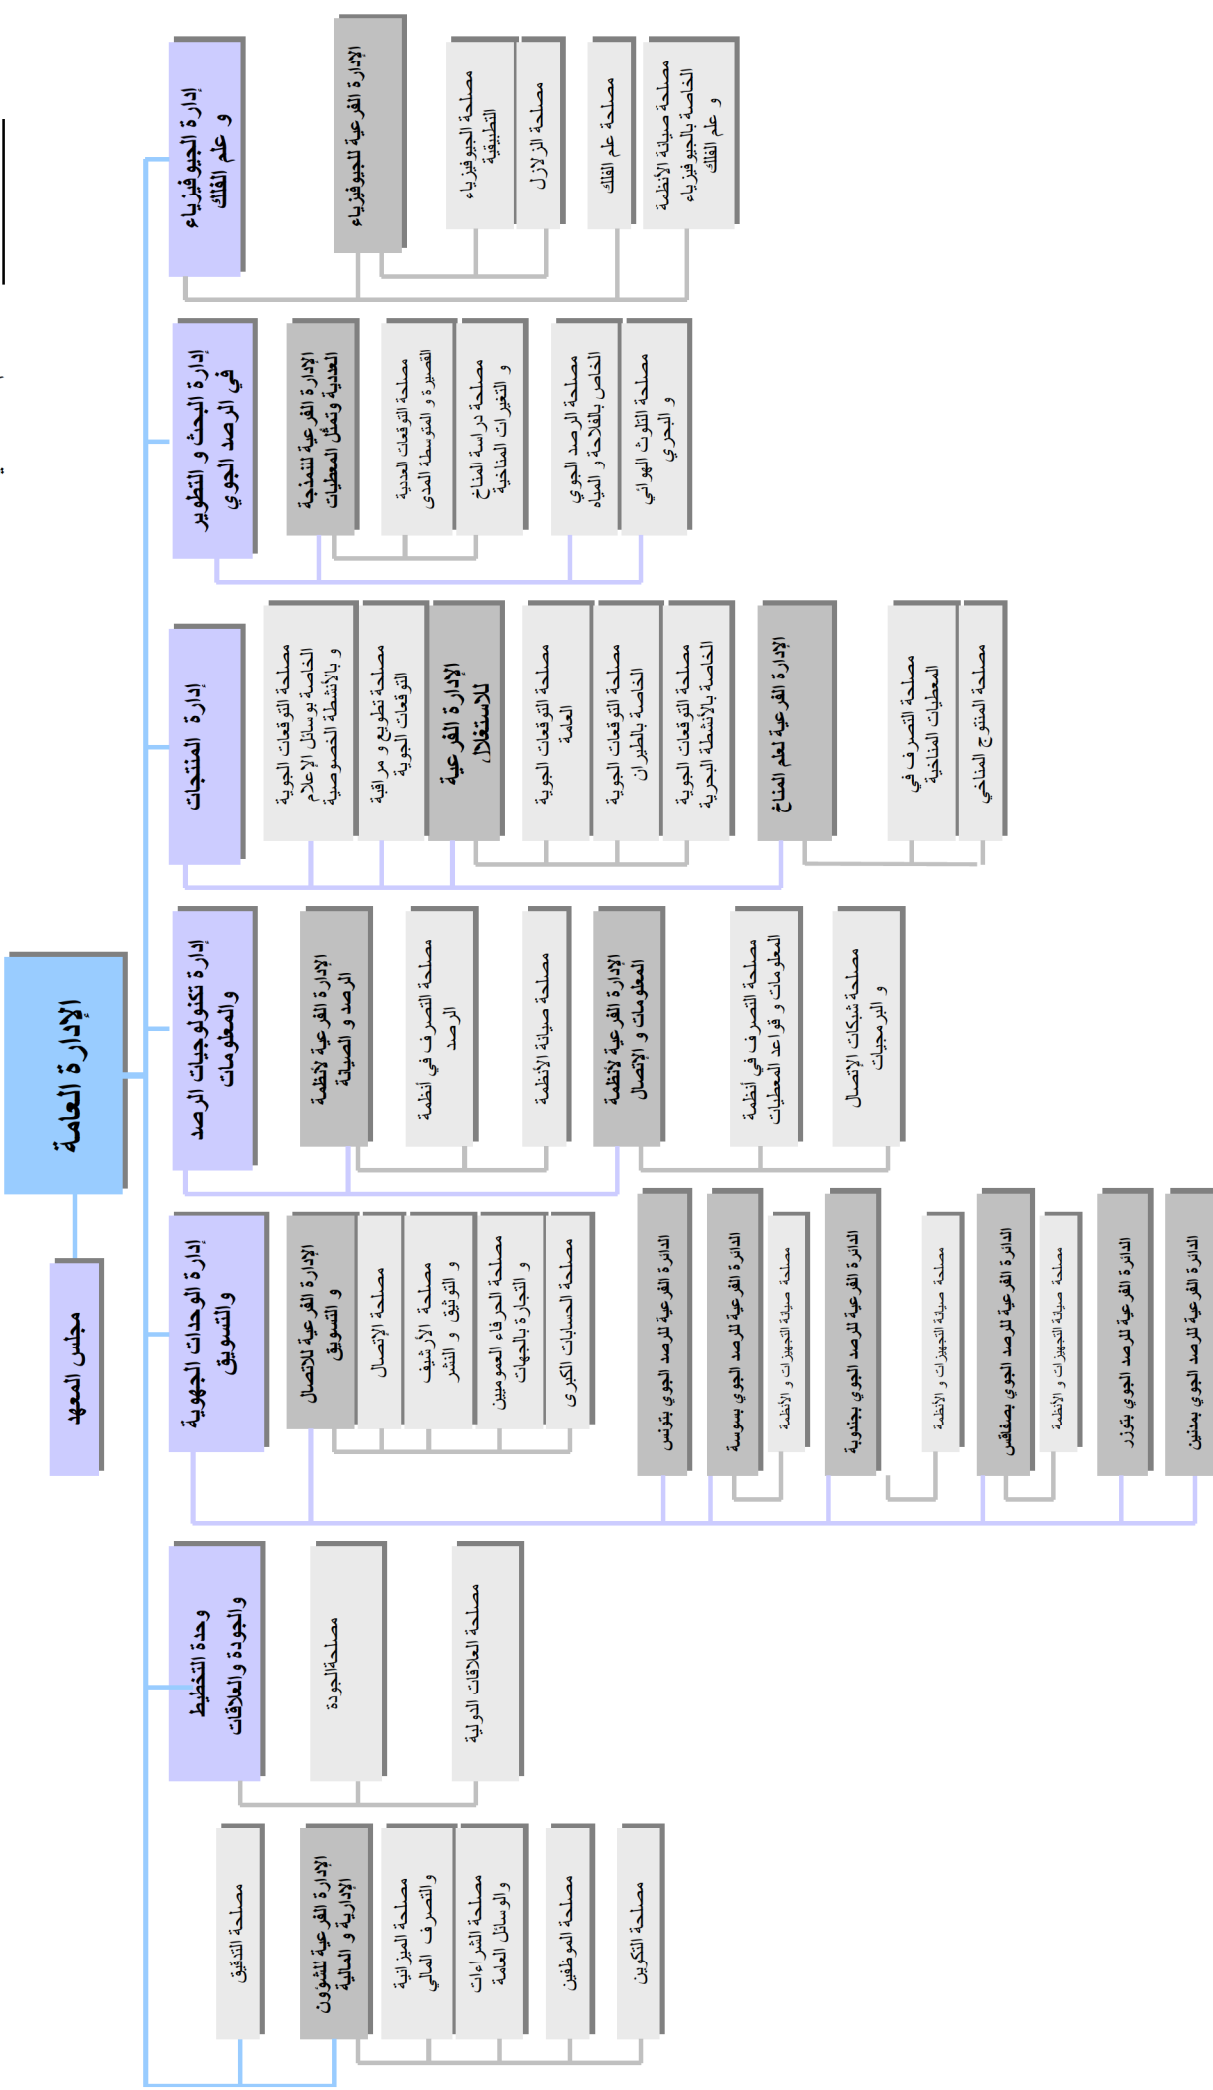 الإدارة العامة
مجلس المعهد
إدارة الجيوفيزياء
و علم الفلك
الإدارة الفرعية للجيوفيزياء
مصلحة الجيوفيزياء
التطبيقية
مصلحة الزلازل
مصلحة علم الفلك
مصلحة صيانة الأنظمة
الخاصة بالجيوفيزياء
و علم الفلك
إدارة البحث و التطوير
في الرصد الجوي
الإدارة الفرعية للنمذجة
العددية وتمثل المعطيات
مصلحة التوقعات العددية
القصيرة و المتوسطة المدى
مصلحة دراسة المناخ
و التغيرات المناخية
مصلحة الرصد الجوي
الخاص بالفلاحة و المياه
مصلحة التلوث الهوائي
و البحري
إدارة المنتجات
مصلحة التوقعات الجوية
الخاصة بوسائل الإعلام
و بالأنشطة الخصوصية
مصلحة تطويع و مراقبة
التوقعات الجوية
الإدارة الفرعية
للاستغلال
مصلحة التوقعات الجوية
العامة
مصلحة التوقعات الجوية
الخاصة بالطيران
مصلحة التوقعات الجوية
الخاصة بالأنشطة البحرية
الإدارة الفرعية لعلم المناخ
مصلحة التصرف في
المعطيات المناخية
مصلحة المنتوج المناخي
إدارة تكنولوجيات الرصد
والمعلومات
الإدارة الفرعية لأنظمة
الرصد و الصيانة
مصلحة التصرف في أنظمة
الرصد
مصلحة صيانة الأنظمة
الإدارة الفرعية لأنظمة
المعلومات و الإتصال
مصلحة التصرف في أنظمة
المعلومات و قواعد المعطيات
مصلحة شبكات الإتصال
و البرمجيات
إدارة الوحدات الجهوية
والتسويق
الإدارة الفرعية للاتصال
و التسويق
مصلحة الإتصال
مصلحة الأرشيف
و التوثيق و النشر
مصلحة الحرفاء العموميين
و التجارة بالجهات
مصلحة الحسابات الكبرى
الدائرة الفرعية للرصد الجوي بتونس
الدائرة الفرعية للرصد الجوي بسوسة
مصلحة صيانة التجهيزات و الأنظمة
الدائرة الفرعية للرصد الجوي بجندوبة
مصلحة صيانة التجهيزات و الأنظمة
الدائرة الفرعية للرصد الجوي بصفاقس
مصلحة صيانة التجهيزات و الأنظمة
الدائرة الفرعية للرصد الجوي بتوزر
الدائرة الفرعية للرصد الجوي بمدنين
وحدة التخطيط
والجودة والعلاقات
مصلحةالجودة
مصلحة العلاقات الدولية
مصلحة التدقيق
الإدارة الفرعية للشؤون
الإدارية و المالية
مصلحة الميزانية
والتصرف المالي
مصلحة الشراءات
والوسائل العامة
مصلحة الموظفين
مصلحة التكوين